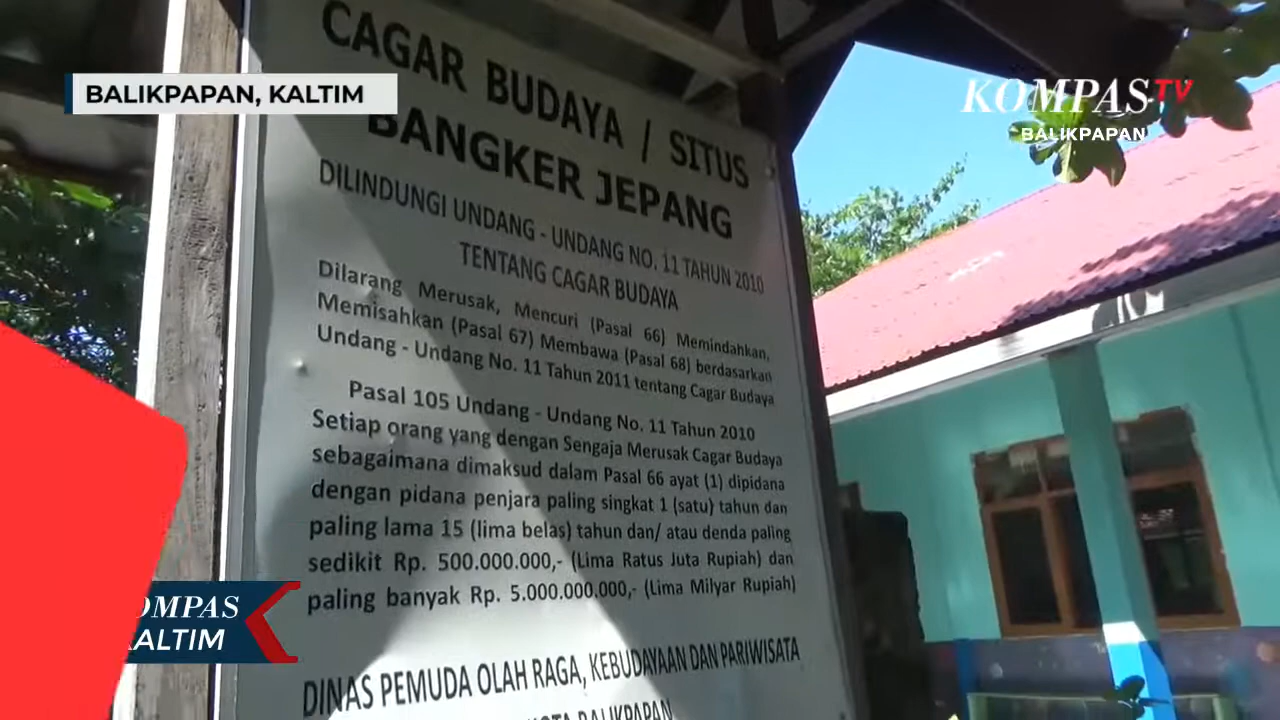 BALIKPAPAN, KALTIM
KOMPAS TV
BALIKPAPAN
CAGAR BUDAYA / SITUS
BANGKER JEPANG
DILINDUNGI UNDANG - UNDANG NO. 11 TAHUN 2010
TENTANG CAGAR BUDAYA
Dilarang Merusak, Mencuri (Pasal 66) Memindahkan,
Memisahkan (Pasal 67) Membawa (Pasal 68) berdasarkan
Undang - Undang No. 11 Tahun 2011 tentang Cagar Budaya
Pasal 105 Undang - Undang No. 11 Tahun 2010
Setiap orang yang dengan Sengaja Merusak Cagar Budaya
sebagaimana dimaksud dalam Pasal 66 ayat (1) dipidana
dengan pidana penjara paling singkat 1 (satu) tahun dan
paling lama 15 (lima belas) tahun dan/ atau denda paling
sedikit Rp. 500.000.000,- (Lima Ratus Juta Rupiah) dan
paling banyak Rp. 5.000.000.000,- (Lima Milyar Rupiah)
DINAS PEMUDA OLAH RAGA, KEBUDAYAAN DAN PARIWISATA
KOTA BALIKPAPAN
KOMPAS
KALTIM